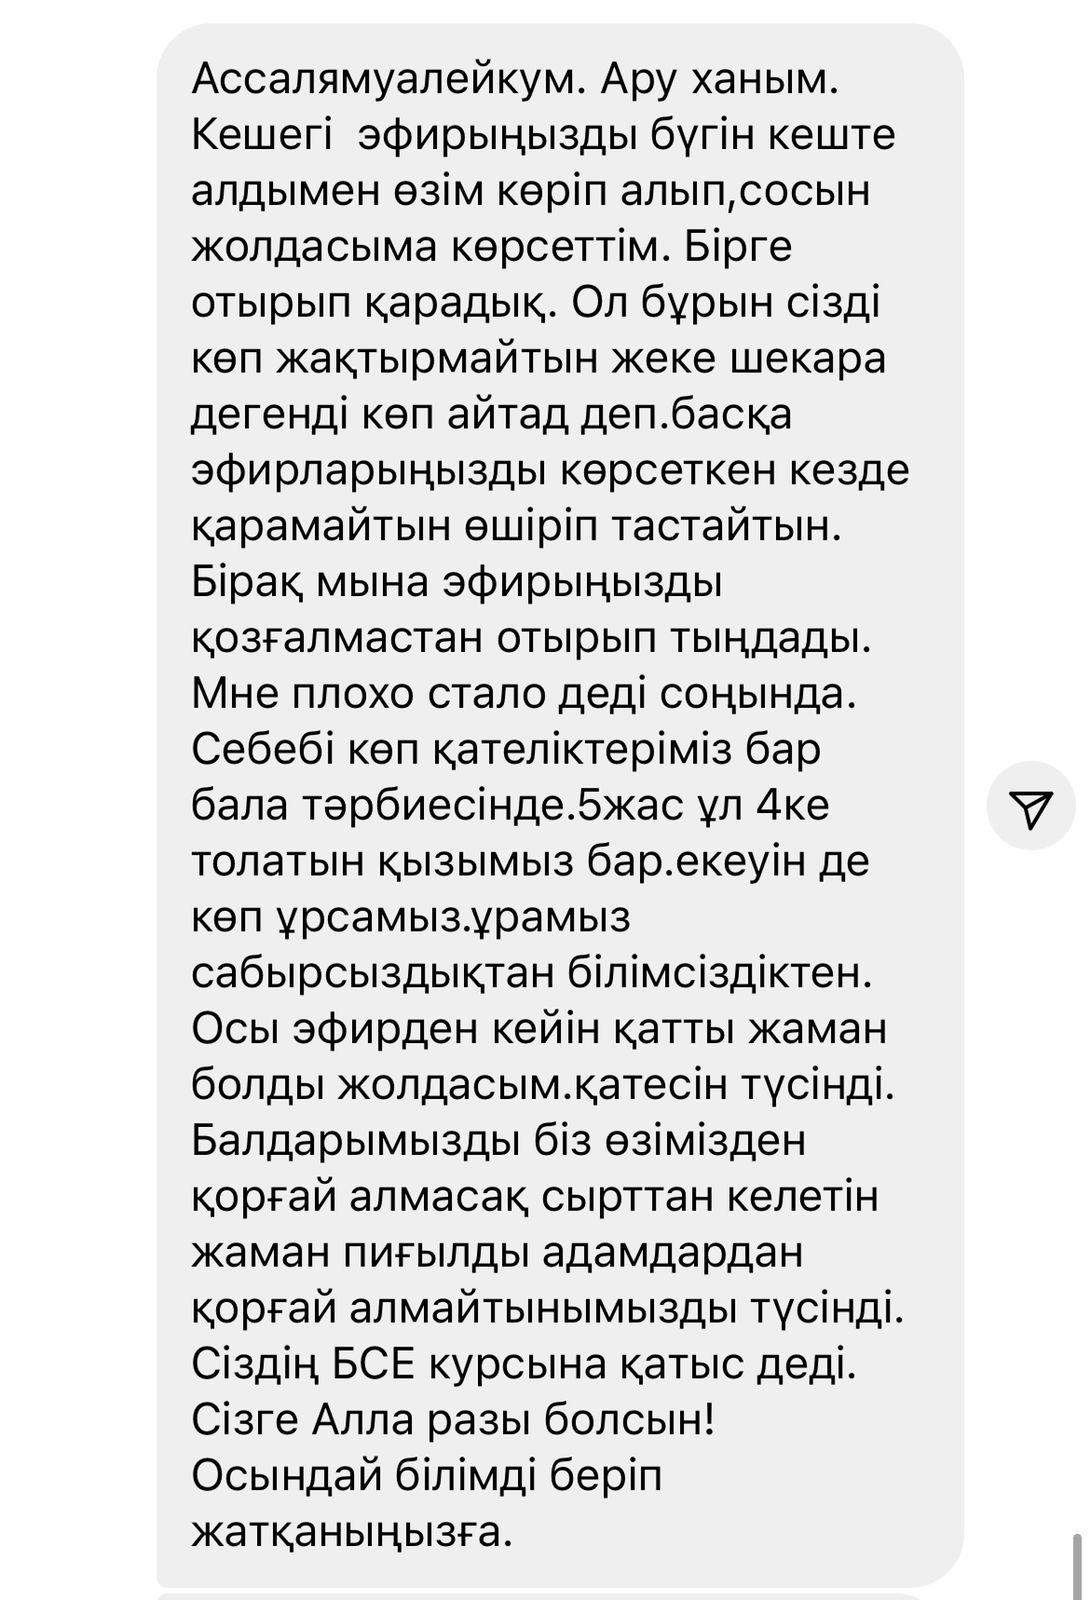 Ассалямуалейкум. Ару ханым.
Кешегі  эфирыңызды бүгін кеште
алдымен өзім көріп алып,сосын
жолдасыма көрсеттім. Бірге
отырып қарадық. Ол бұрын сізді
көп жақтырмайтын жеке шекара
дегенді көп айтад деп.басқа
эфирларыңызды көрсеткен кезде
қарамайтын өшіріп тастайтын.
Бірақ мына эфирыңызды
қозғалмастан отырып тыңдады.
Мне плохо стало деді соңында.
Себебі көп қателіктеріміз бар
бала тәрбиесінде.5жас ұл 4ке
толатын қызымыз бар.екеуін де
көп ұрсамыз.ұрамыз
сабырсыздықтан білімсіздіктен.
Осы эфирден кейін қатты жаман
болды жолдасым.қатесін түсінді.
Балдарымызды біз өзімізден
қорғай алмасақ сырттан келетін
жаман пиғылды адамдардан
қорғай алмайтынымызды түсінді.
Сіздің БСЕ курсына қатыс деді.
Сізге Алла разы болсын!
Осындай білімді беріп
жатқаныңызға.